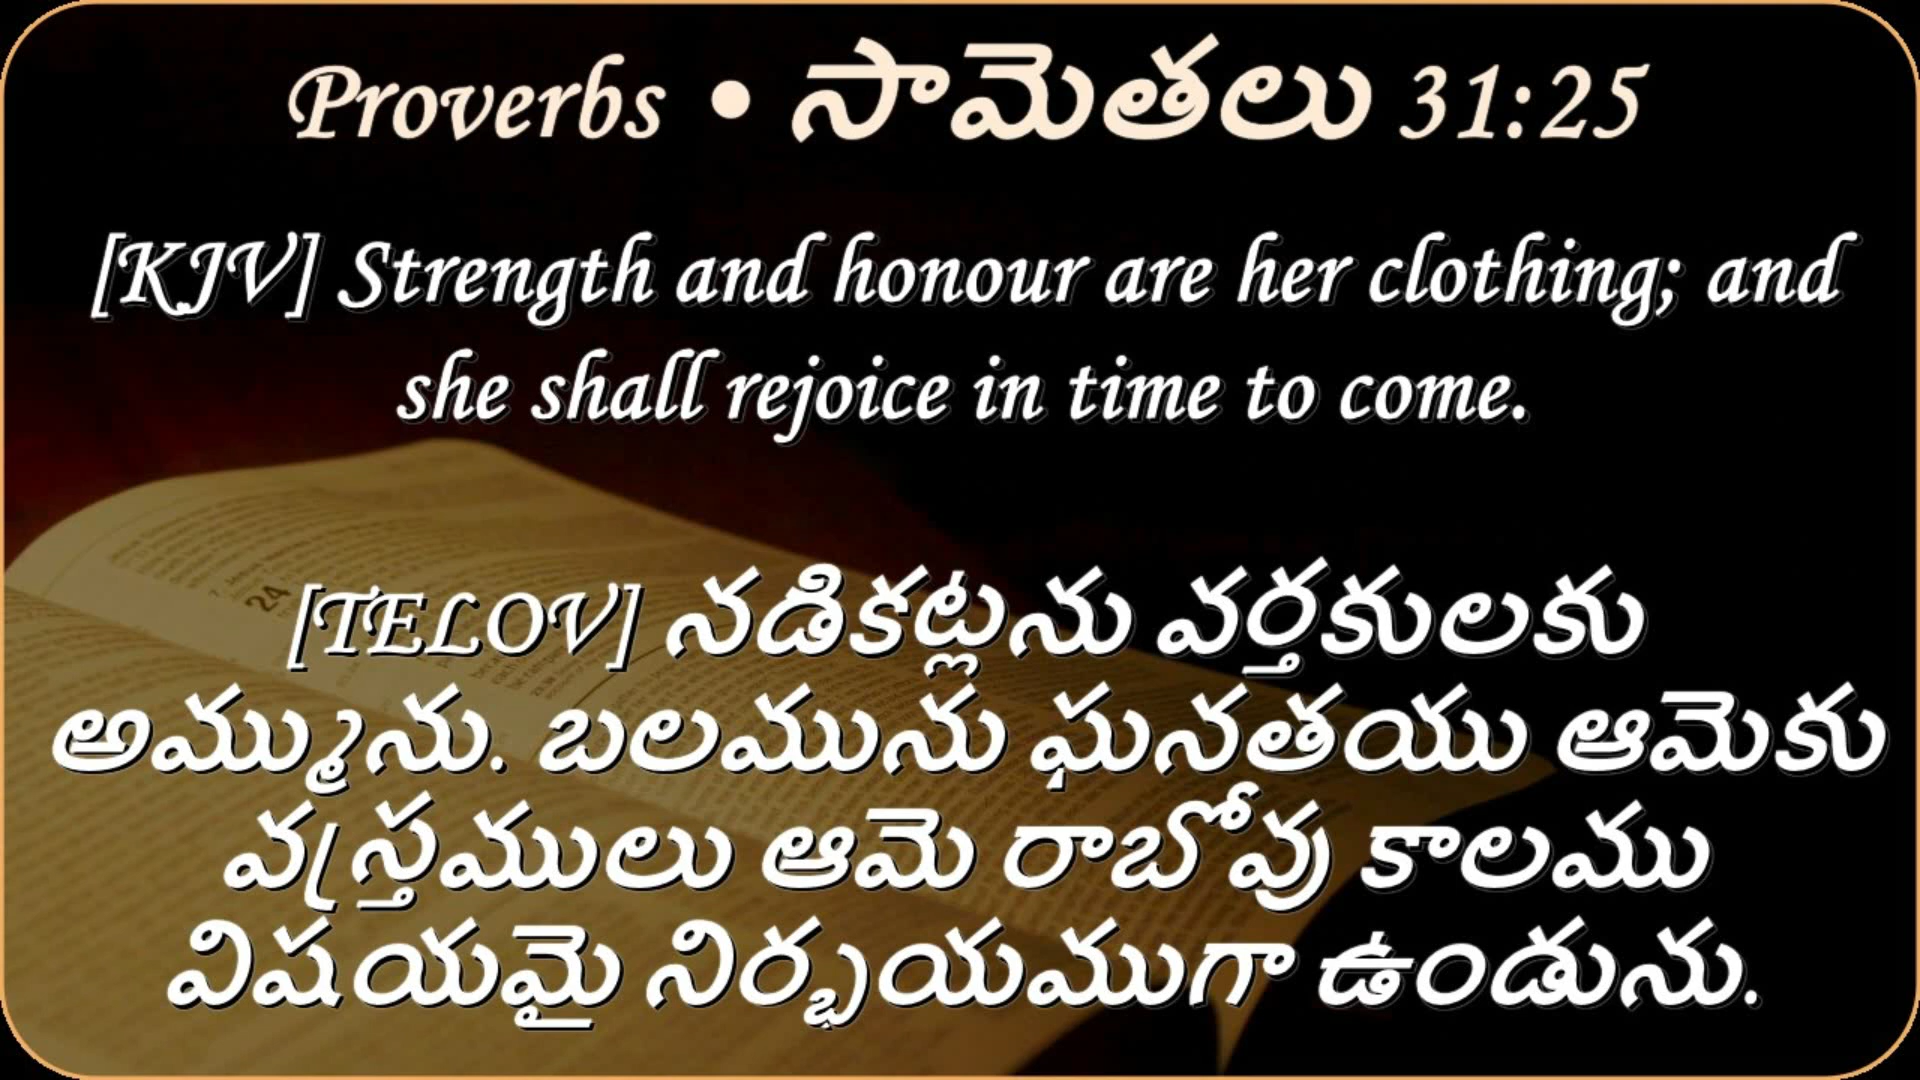 Proverbs • సామెతలు 31:25
[KJV] Strength and honour are her clothing; and
she shall rejoice in time to come.
[TELOV] నడికట్లను వర్తకులకు
అమ్మును. బలమును ఘనతయు ఆమెకు
వస్త్రములు ఆమె రాబోవు కాలము
విషయమై నిర్భయముగా ఉండును.
24